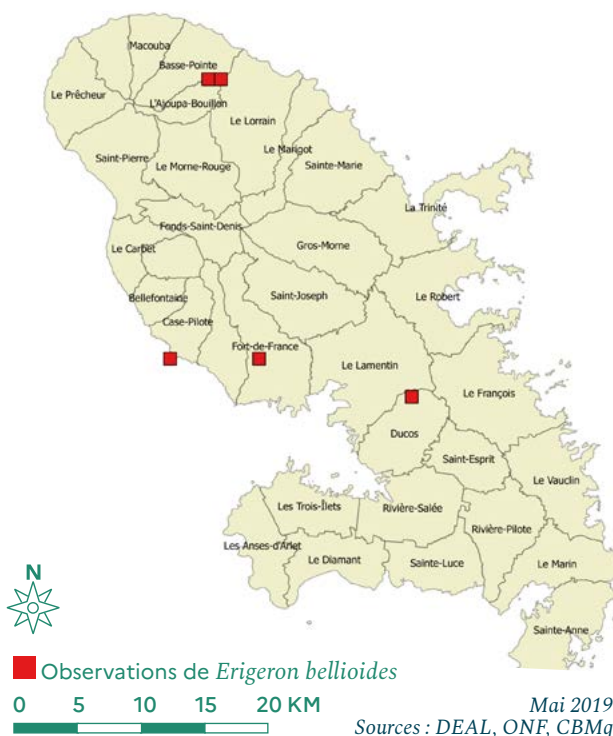 Macouba
Basse-Pointe
Le Prêcheur
L'Ajoupa-Bouillon
Le Lorrain
Le Marigot
Saint-Pierre
Le Morne-Rouge
Sainte-Marie
La Trinité
Fonds-Saint-Denis
Gros-Morne
Le Carbet
Bellefontaine
Saint-Joseph
Le Robert
Case-Pilote
Fort-de-France
Le Lamentin
Le François
Ducos
Saint-Esprit
Le Vauclin
Les Trois-Îlets
Rivière-Salée
Rivière-Pilote
Les Anses-d'Arlet
Le Diamant
Sainte-Luce
Le Marin
Sainte-Anne
N
Observations de Erigeron bellioides
0 5 10 15 20 KM
Mai 2019
Sources : DEAL, ONF, CBMq